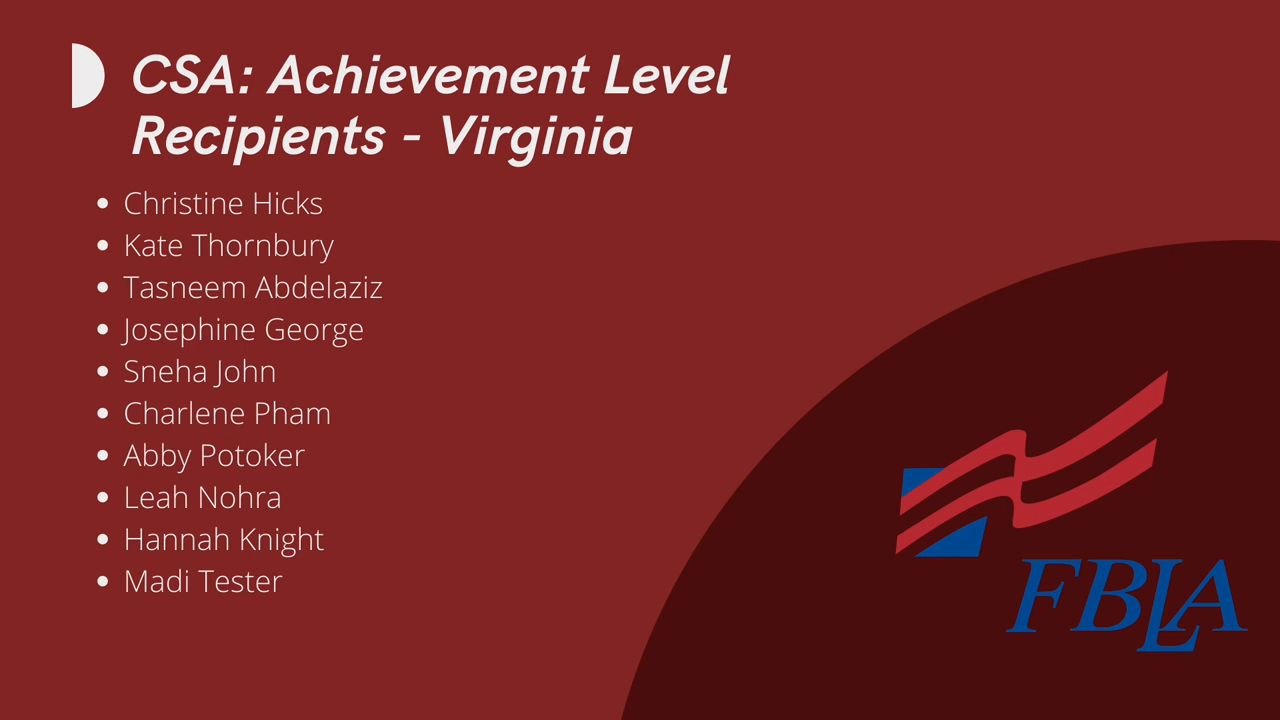 CSA: Achievement Level
Recipients - Virginia
Christine Hicks
Kate Thornbury
Tasneem Abdelaziz
Josephine George
Sneha John
Charlene Pham
Abby Potoker
Leah Nohra
Hannah Knight
Madi Tester
FBLA